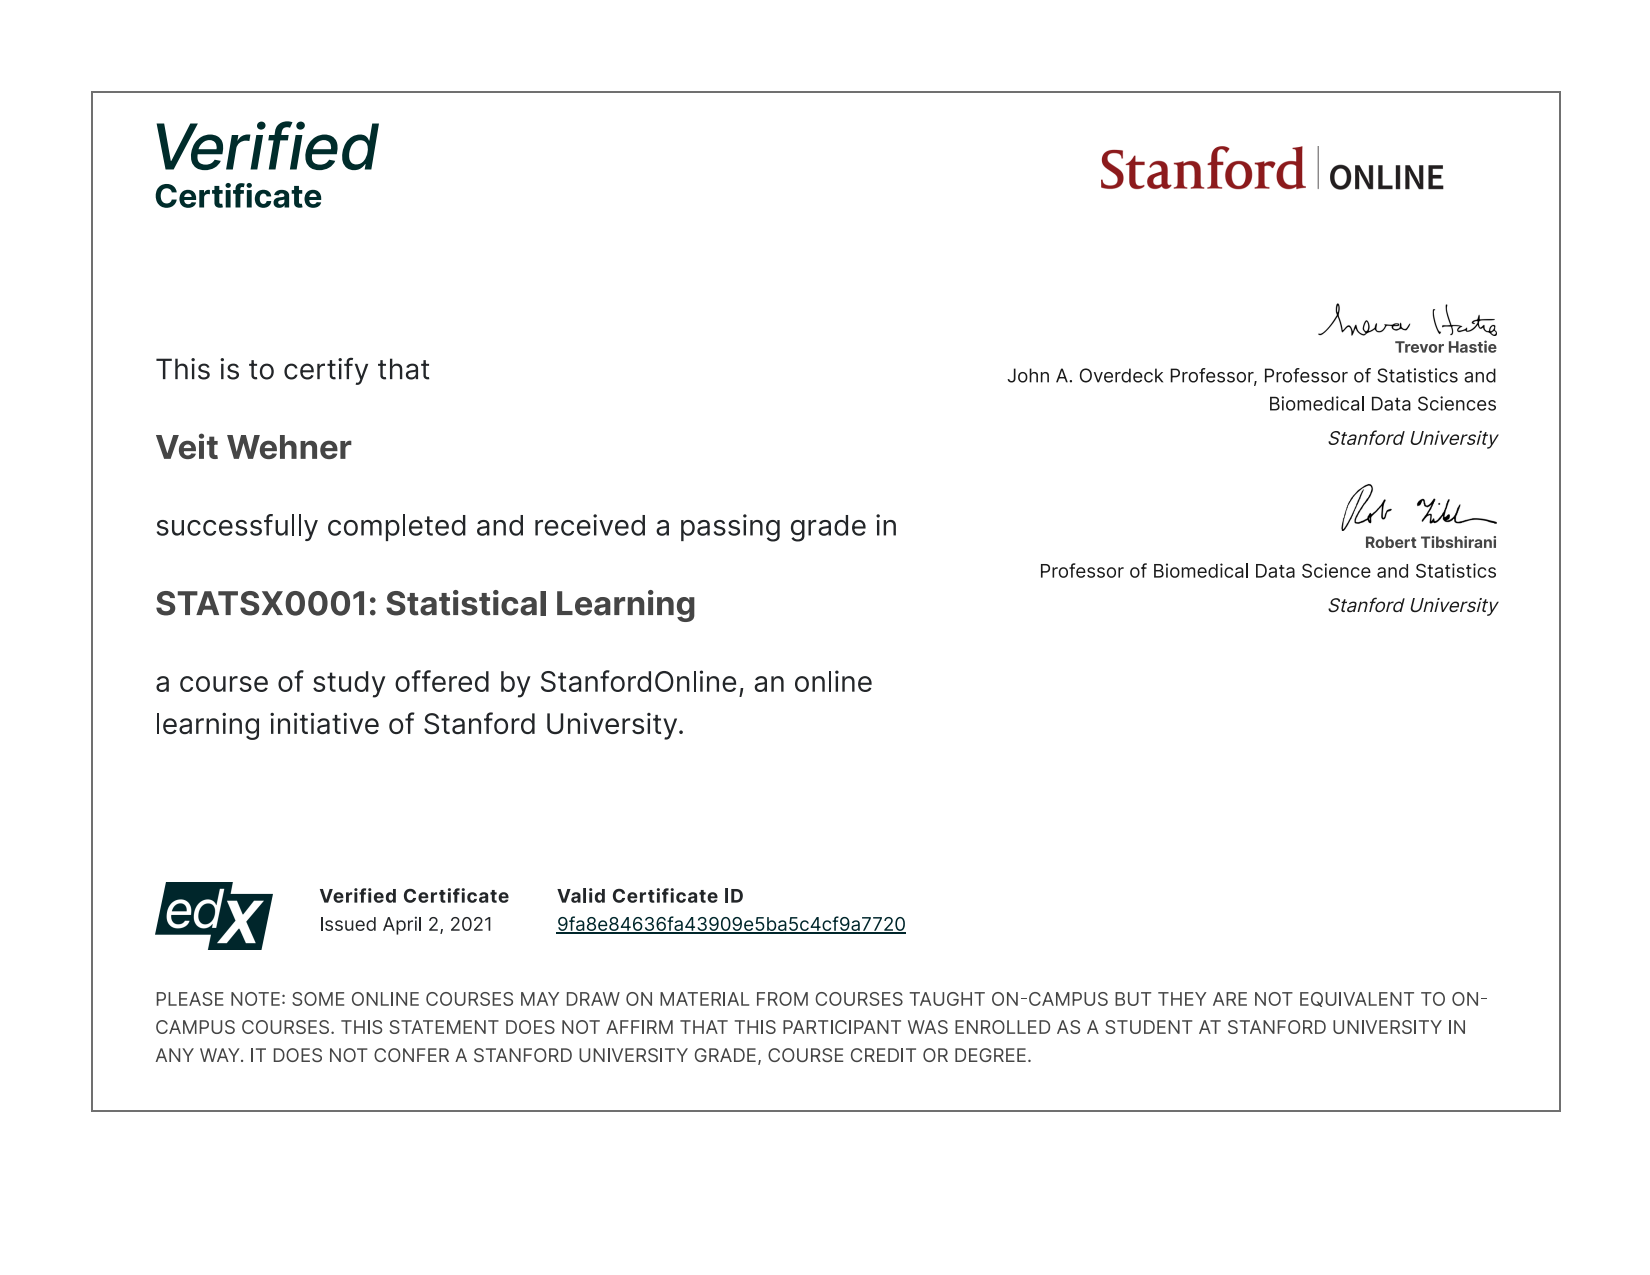 Verified
Certificate
Stanford ONLINE
This is to certify that
Veit Wehner
successfully completed and received a passing grade in
STATSX0001: Statistical Learning
a course of study offered by StanfordOnline, an online
learning initiative of Stanford University.
Trevor Hastie
John A. Overdeck Professor, Professor of Statistics and
Biomedical Data Sciences
Stanford University
Robert Tibshirani
Professor of Biomedical Data Science and Statistics
Stanford University
edX
Verified Certificate
Issued April 2, 2021
Valid Certificate ID
9fa8e84636fa43909e5ba5c4cf9a7720
PLEASE NOTE: SOME ONLINE COURSES MAY DRAW ON MATERIAL FROM COURSES TAUGHT ON-CAMPUS BUT THEY ARE NOT EQUIVALENT TO ON-
CAMPUS COURSES. THIS STATEMENT DOES NOT AFFIRM THAT THIS PARTICIPANT WAS ENROLLED AS A STUDENT AT STANFORD UNIVERSITY IN
ANY WAY. IT DOES NOT CONFER A STANFORD UNIVERSITY GRADE, COURSE CREDIT OR DEGREE.